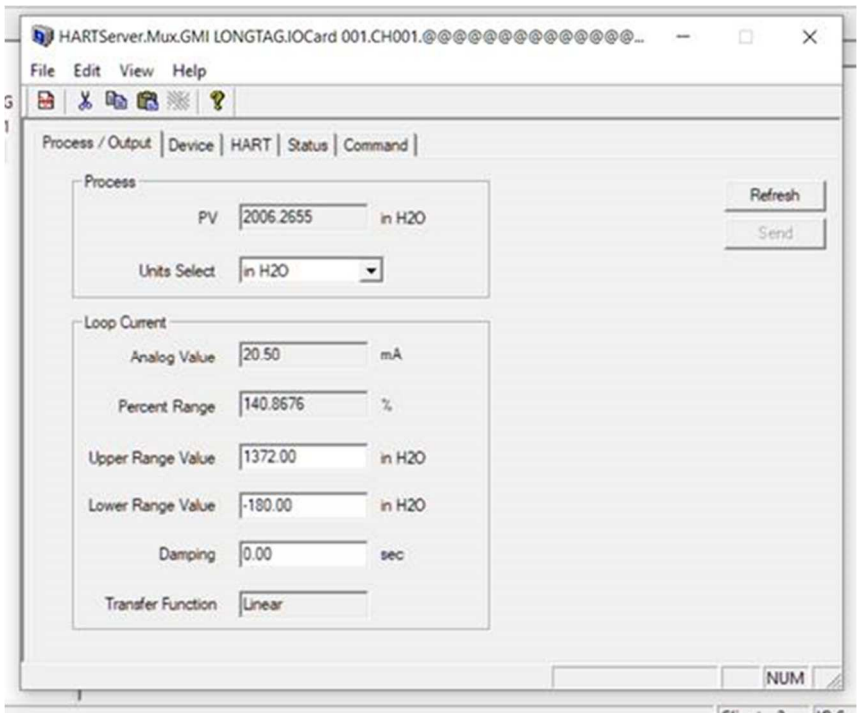 HARTServer.Mux.GMI LONGTAG.IOCard 001.CH001.@@@@@@@@@@@@@@...
File Edit View Help
G
1
Process / Output Device HART Status Command
Process
Refresh
PV 2006.2655 in H2O
Send
Units Select in H2O
Loop Current
Analog Value 20.50 mA
Percent Range 140.8676 %
Upper Range Value 1372.00 in H2O
Lower Range Value -180.00 in H2O
Damping 0.00 sec
Transfer Function Linear
NUM